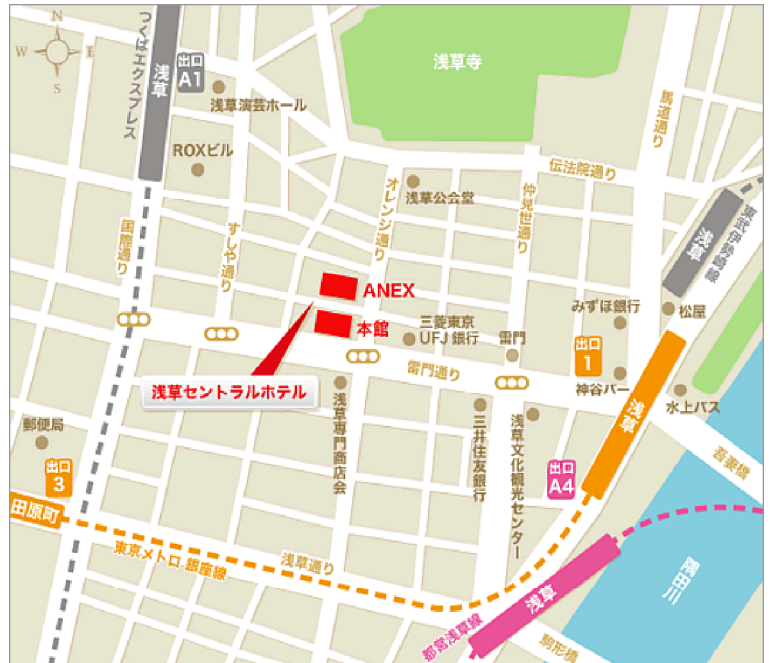 N
W
E
S
つくばエクスプレス
浅草
出口
A1
浅草演芸ホール
ROXビル
浅草寺
馬道通り
伝法院通り
浅草公会堂
オレンジ通り
仲見世通り
東武伊勢崎線
浅草
国際通り
すしや通り
ANEX
本館
三菱東京
UFJ 銀行
雷門
みずほ銀行
松屋
出口
1
神谷バー
雷門通り
浅草セントラルホテル
浅草
水上バス
郵便局
浅草専門商店会
三井住友銀行
浅草文化観光センター
吾妻橋
出口
3
出口
A4
田原町
東京メトロ 銀座線
浅草通り
隅田川
浅草
都営浅草線
駒形橋